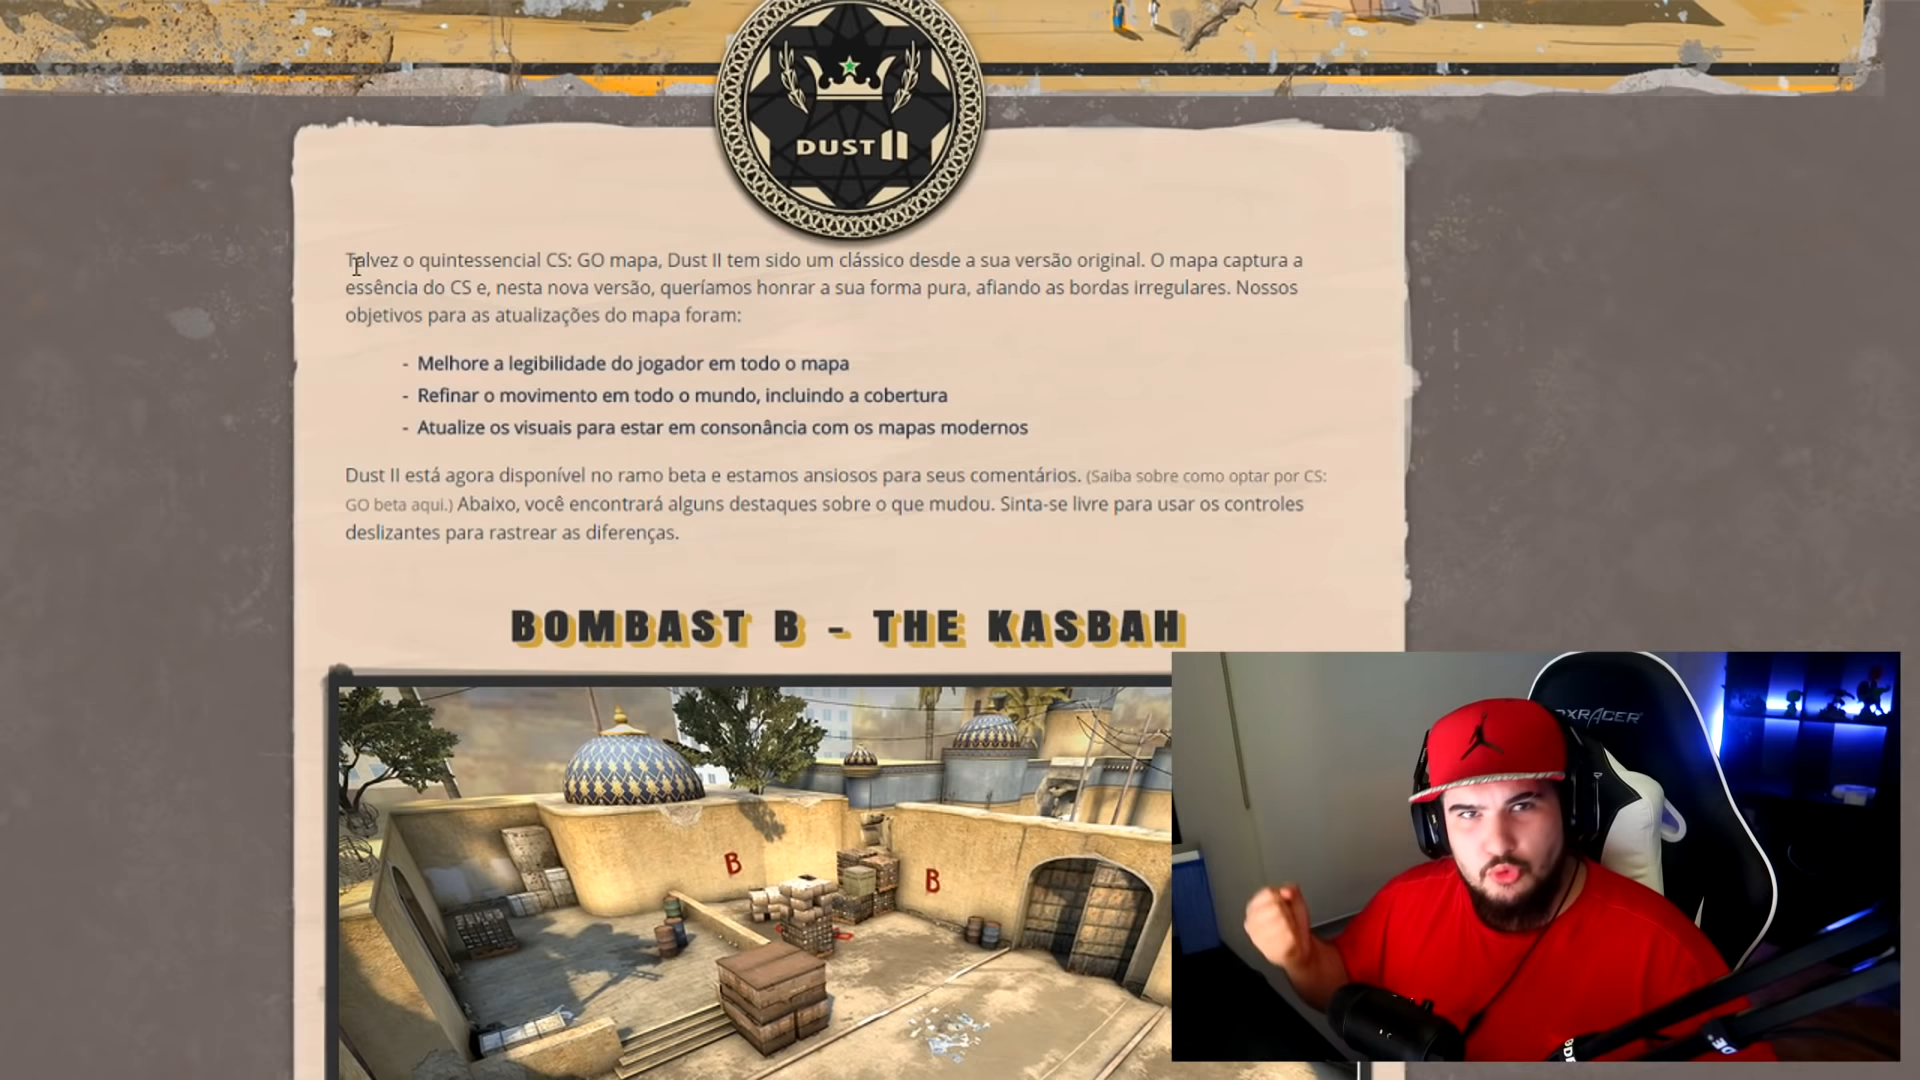 DUST II
Talvez o quintessencial CS: GO mapa, Dust II tem sido um clássico desde a sua versão original. O mapa captura a
essência do CS e, nesta nova versão, queríamos honrar a sua forma pura, afiando as bordas irregulares. Nossos
objetivos para as atualizações do mapa foram:
- Melhore a legibilidade do jogador em todo o mapa
- Refinar o movimento em todo o mundo, incluindo a cobertura
- Atualize os visuais para estar em consonância com os mapas modernos
Dust II está agora disponível no ramo beta e estamos ansiosos para seus comentários. (Saiba sobre como optar por CS:
GO beta aqui.) Abaixo, você encontrará alguns destaques sobre o que mudou. Sinta-se livre para usar os controles
deslizantes para rastrear as diferenças.
BOMBAST B - THE KASBAH
B
B
DXRACER